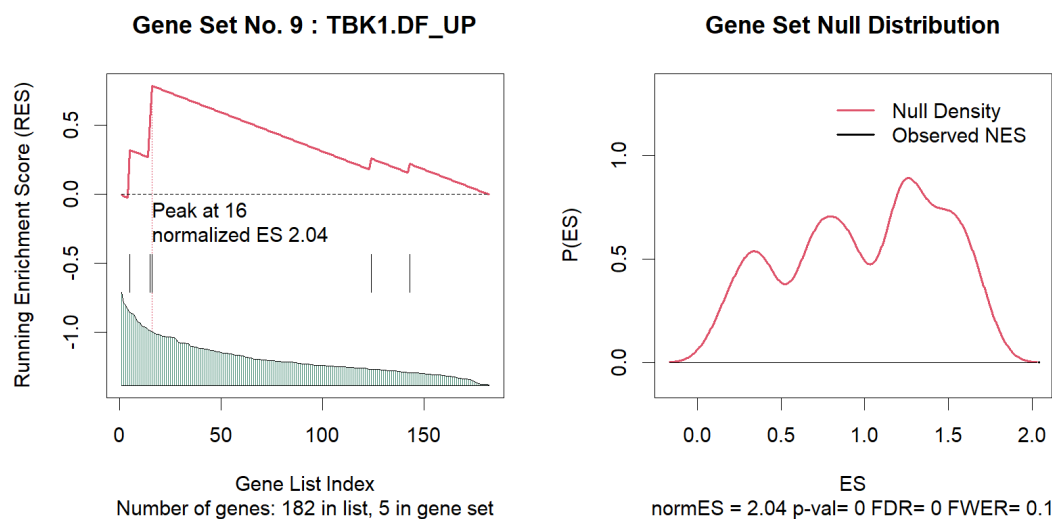 Gene Set No. 9 : TBK1.DF_UP
Running Enrichment Score (RES)
0.5
0.0
-0.5
-1.0
Peak at 16
normalized ES 2.04
0 50 100 150
Gene List Index
Number of genes: 182 in list, 5 in gene set
Gene Set Null Distribution
P(ES)
1.0
0.5
0.0
Null Density
Observed NES
0.0 0.5 1.0 1.5 2.0
ES
normES = 2.04 p-val= 0 FDR= 0 FWER= 0.1